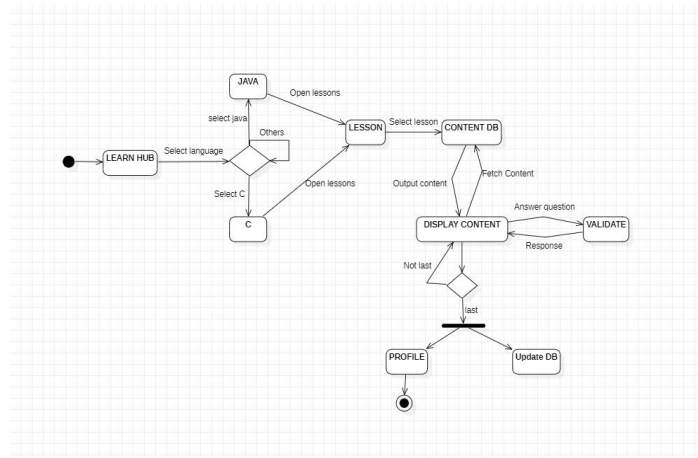 JAVA
Open lessons
select java
LESSON
Select lesson
CONTENT DB
Others
Select language
LEARN HUB
Fetch Content
Output content
Open lessons
Select C
Answer question
C
DISPLAY CONTENT
VALIDATE
Response
Not last
last
PROFILE
Update DB